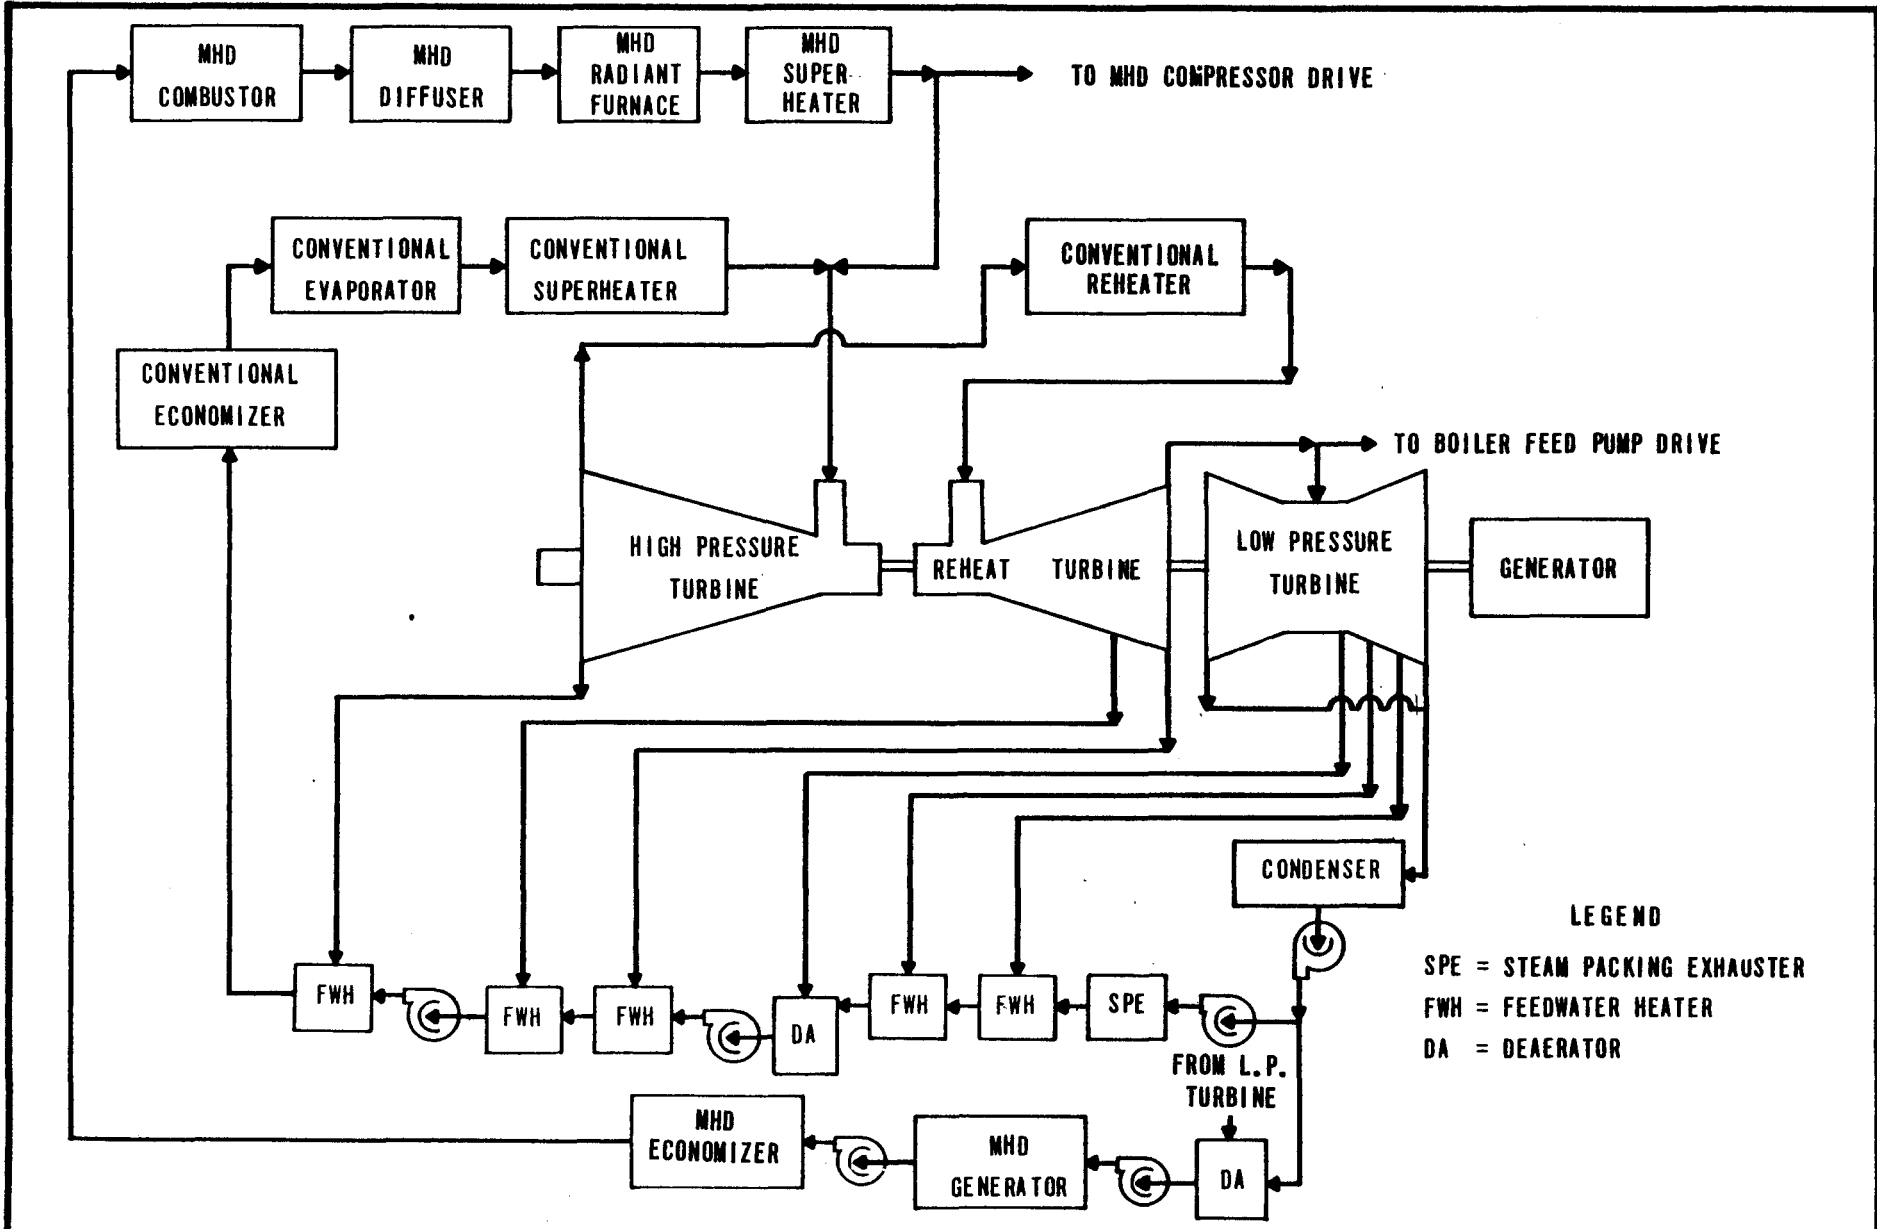 MHD
COMBUSTOR
MHD
DIFFUSER
MHD
RADIANT
FURNACE
MHD
SUPER-
HEATER
TO MHD COMPRESSOR DRIVE
CONVENTIONAL
EVAPORATOR
CONVENTIONAL
SUPERHEATER
CONVENTIONAL
REHEATER
CONVENTIONAL
ECONOMIZER
TO BOILER FEED PUMP DRIVE
HIGH PRESSURE
TURBINE
REHEAT TURBINE
LOW PRESSURE
TURBINE
GENERATOR
CONDENSER
LEGEND
SPE = STEAM PACKING EXHAUSTER
FWH = FEEDWATER HEATER
DA = DEAERATOR
FWH
FWH
FWH
DA
FWH
FWH
SPE
FROM L.P.
TURBINE
MHD
ECONOMIZER
MHD
GENERATOR
DA